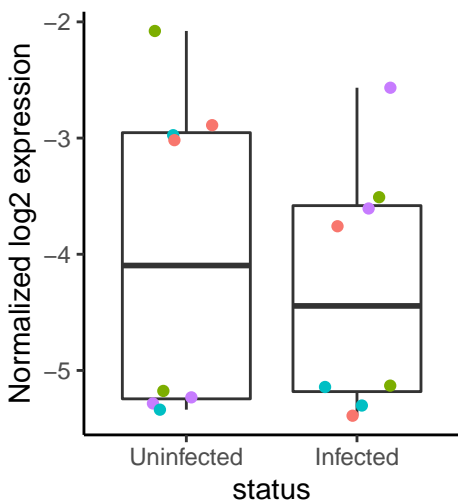 Normalized log2 expression
−2
−3
−4
−5
Uninfected
Infected
status